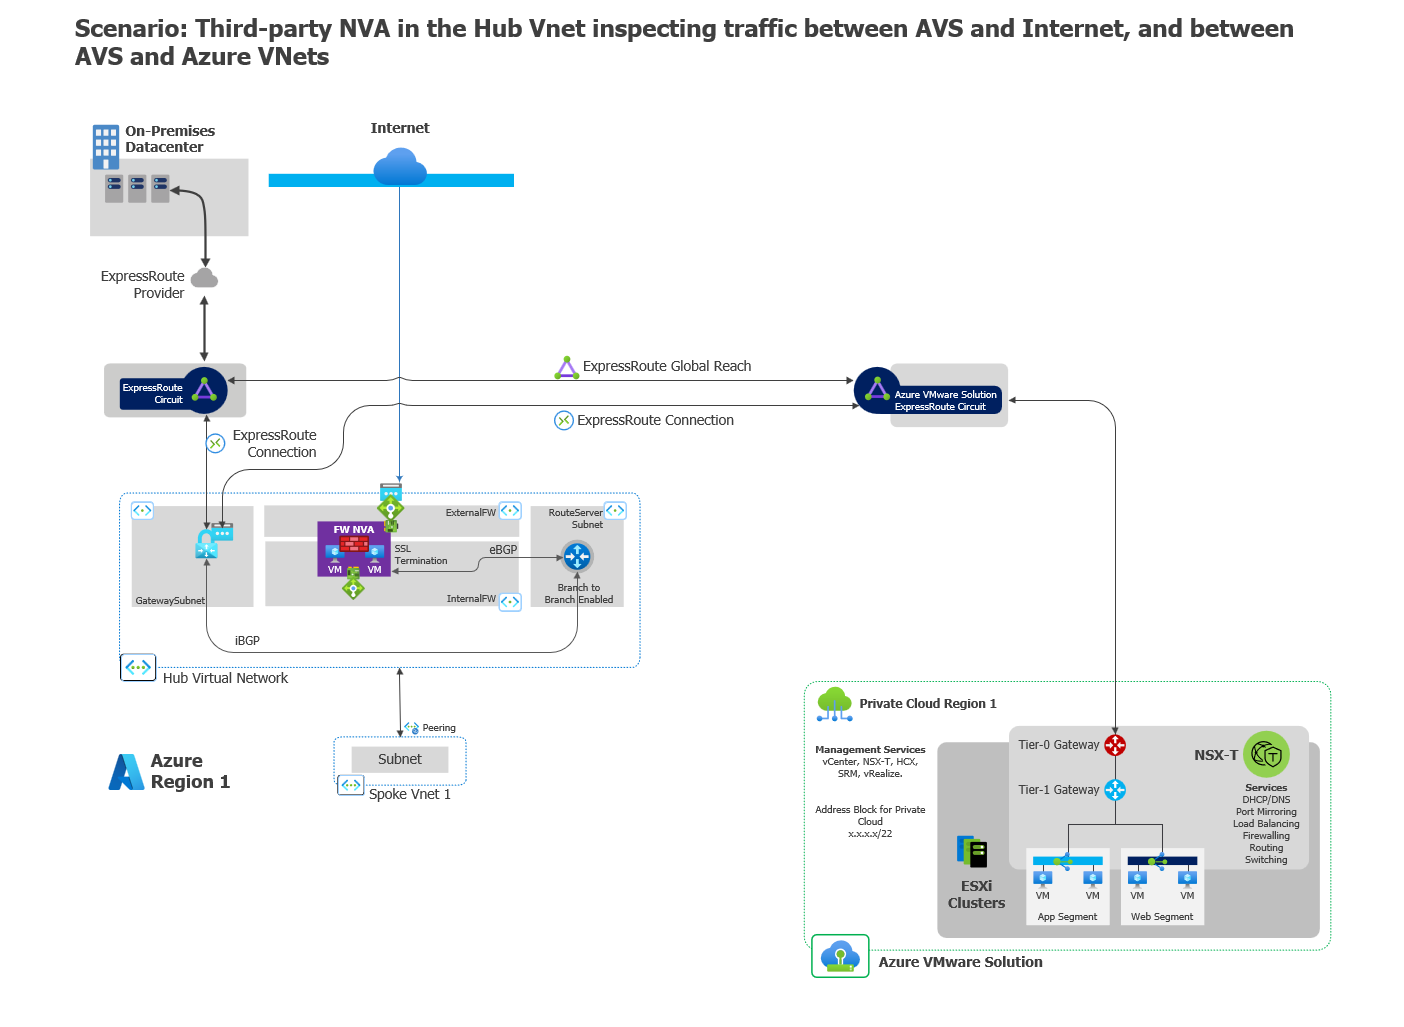 Scenario: Third-party NVA in the Hub Vnet inspecting traffic between AVS and Internet, and between
AVS and Azure VNets
On-Premises
Datacenter
Internet
ExpressRoute
Provider
ExpressRoute
Circuit
ExpressRoute Global Reach
Azure VMware Solution
ExpressRoute Circuit
ExpressRoute Connection
ExpressRoute
Connection
ExternalFW
RouteServer
Subnet
FW NVA
VM
VM
SSL
Termination
eBGP
Branch to
Branch Enabled
GatewaySubnet
InternalFW
iBGP
Hub Virtual Network
Peering
Subnet
Spoke Vnet 1
Azure
Region 1
Private Cloud Region 1
Management Services
vCenter, NSX-T, HCX,
SRM, vRealize.
Address Block for Private
Cloud
x.x.x.x/22
Tier-0 Gateway
Tier-1 Gateway
NSX-T
Services
DHCP/DNS
Port Mirroring
Load Balancing
Firewalling
Routing
Switching
ESXi
Clusters
VM
VM
App Segment
VM
VM
Web Segment
Azure VMware Solution